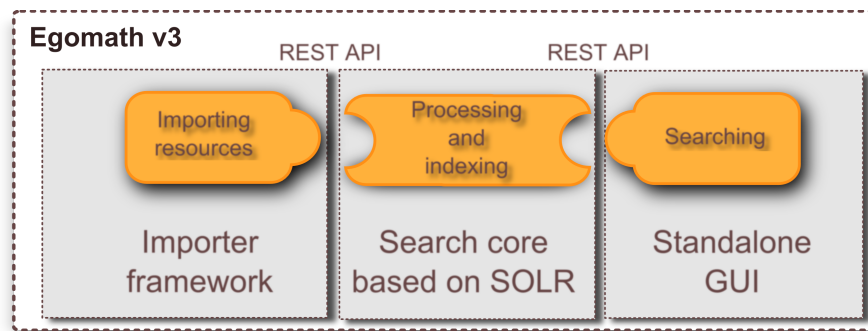 Egomath v3
REST API
REST API
Importing
resources
Processing
and
indexing
Searching
Importer
framework
Search core
based on SOLR
Standalone
GUI